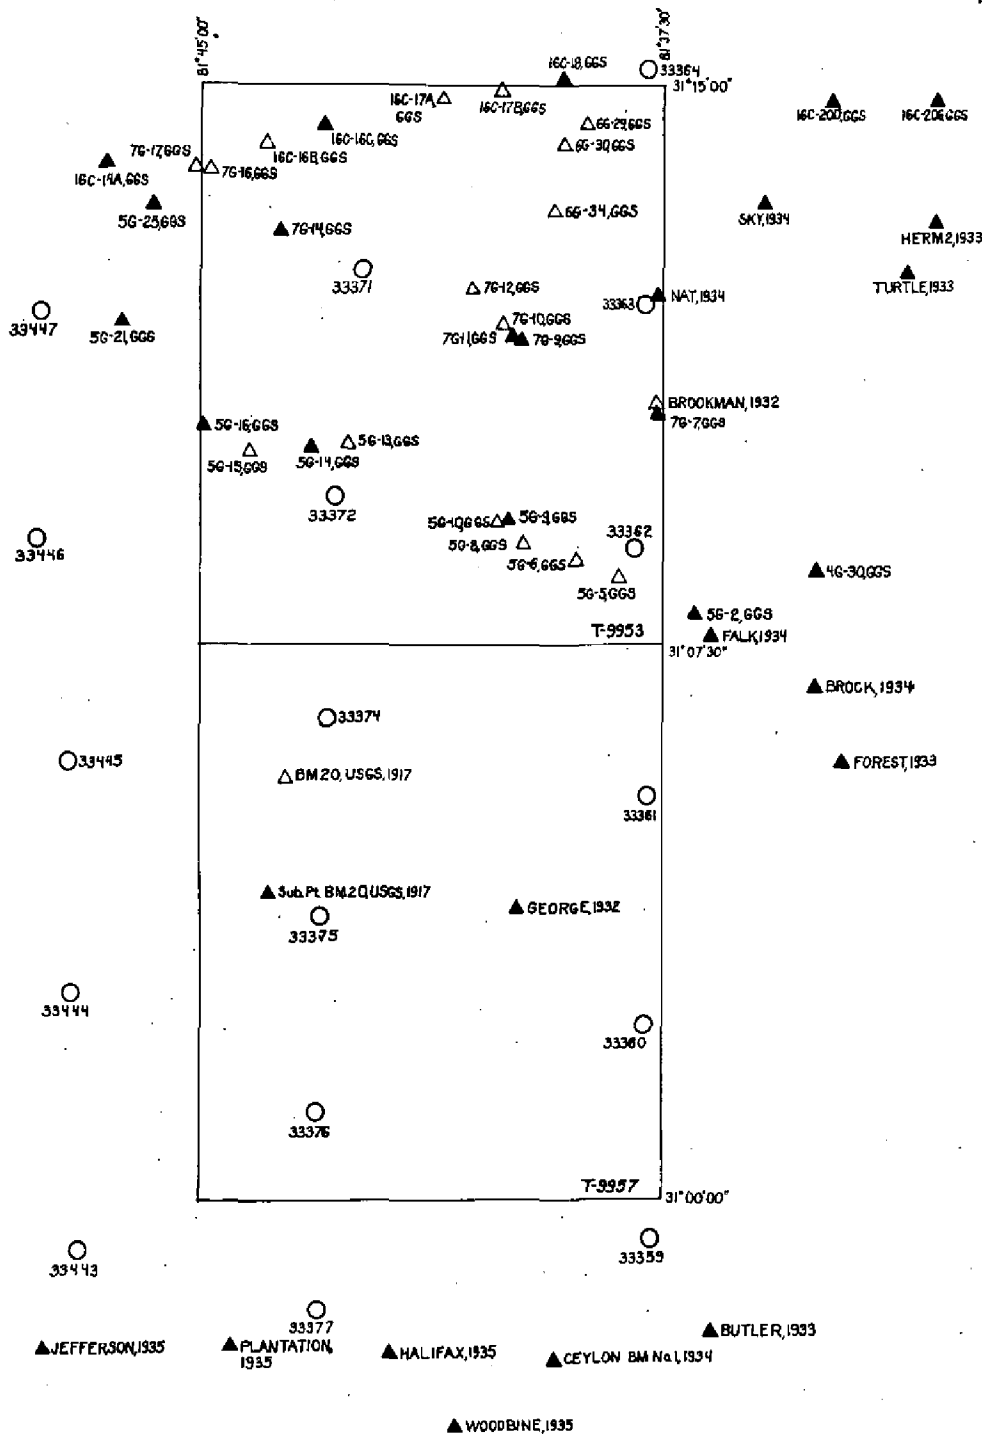 81°45'00"
81°37'30"
16C-18,GGS
33364
31°15'00"
16C-17A,
GGS
16C-17B,GGS
16C-20D,GGS
16C-20E,GGS
6G-29,GGS
16C-16C,GGS
6G-30,GGS
7G-17,GGS
16C-16B,GGS
16C-14A,GGS
7G-16,GGS
5G-25,GGS
6G-34,GGS
SKY,1934
7G-14,GGS
HERM 2,1933
33371
TURTLE,1933
7G-12,GGS
NAT,1934
33363
33447
5G-21,GGS
7G-10,GGS
7G-11,GGS
7G-9,GGS
BROOKMAN,1932
7G-7,GGS
5G-16,GGS
5G-13,GGS
5G-15,GGS
5G-14,GGS
33372
5G-10,GGS
5G-9,GGS
33362
33446
5G-8,GGS
5G-6,GGS
4G-30,GGS
5G-5,GGS
5G-2,GGS
T-9953
FALK,1934
31°07'30"
BROCK,1934
33374
33445
BM 20, USGS,1917
FOREST,1933
33361
Sub.Pt. BM.20,USGS,1917
GEORGE,1932
33375
33444
33360
33376
T-9957
31°00'00"
33443
33359
33377
BUTLER,1933
JEFFERSON,1935
PLANTATION,
1935
HALIFAX,1935
CEYLON BM No.1,1934
WOODBINE,1935